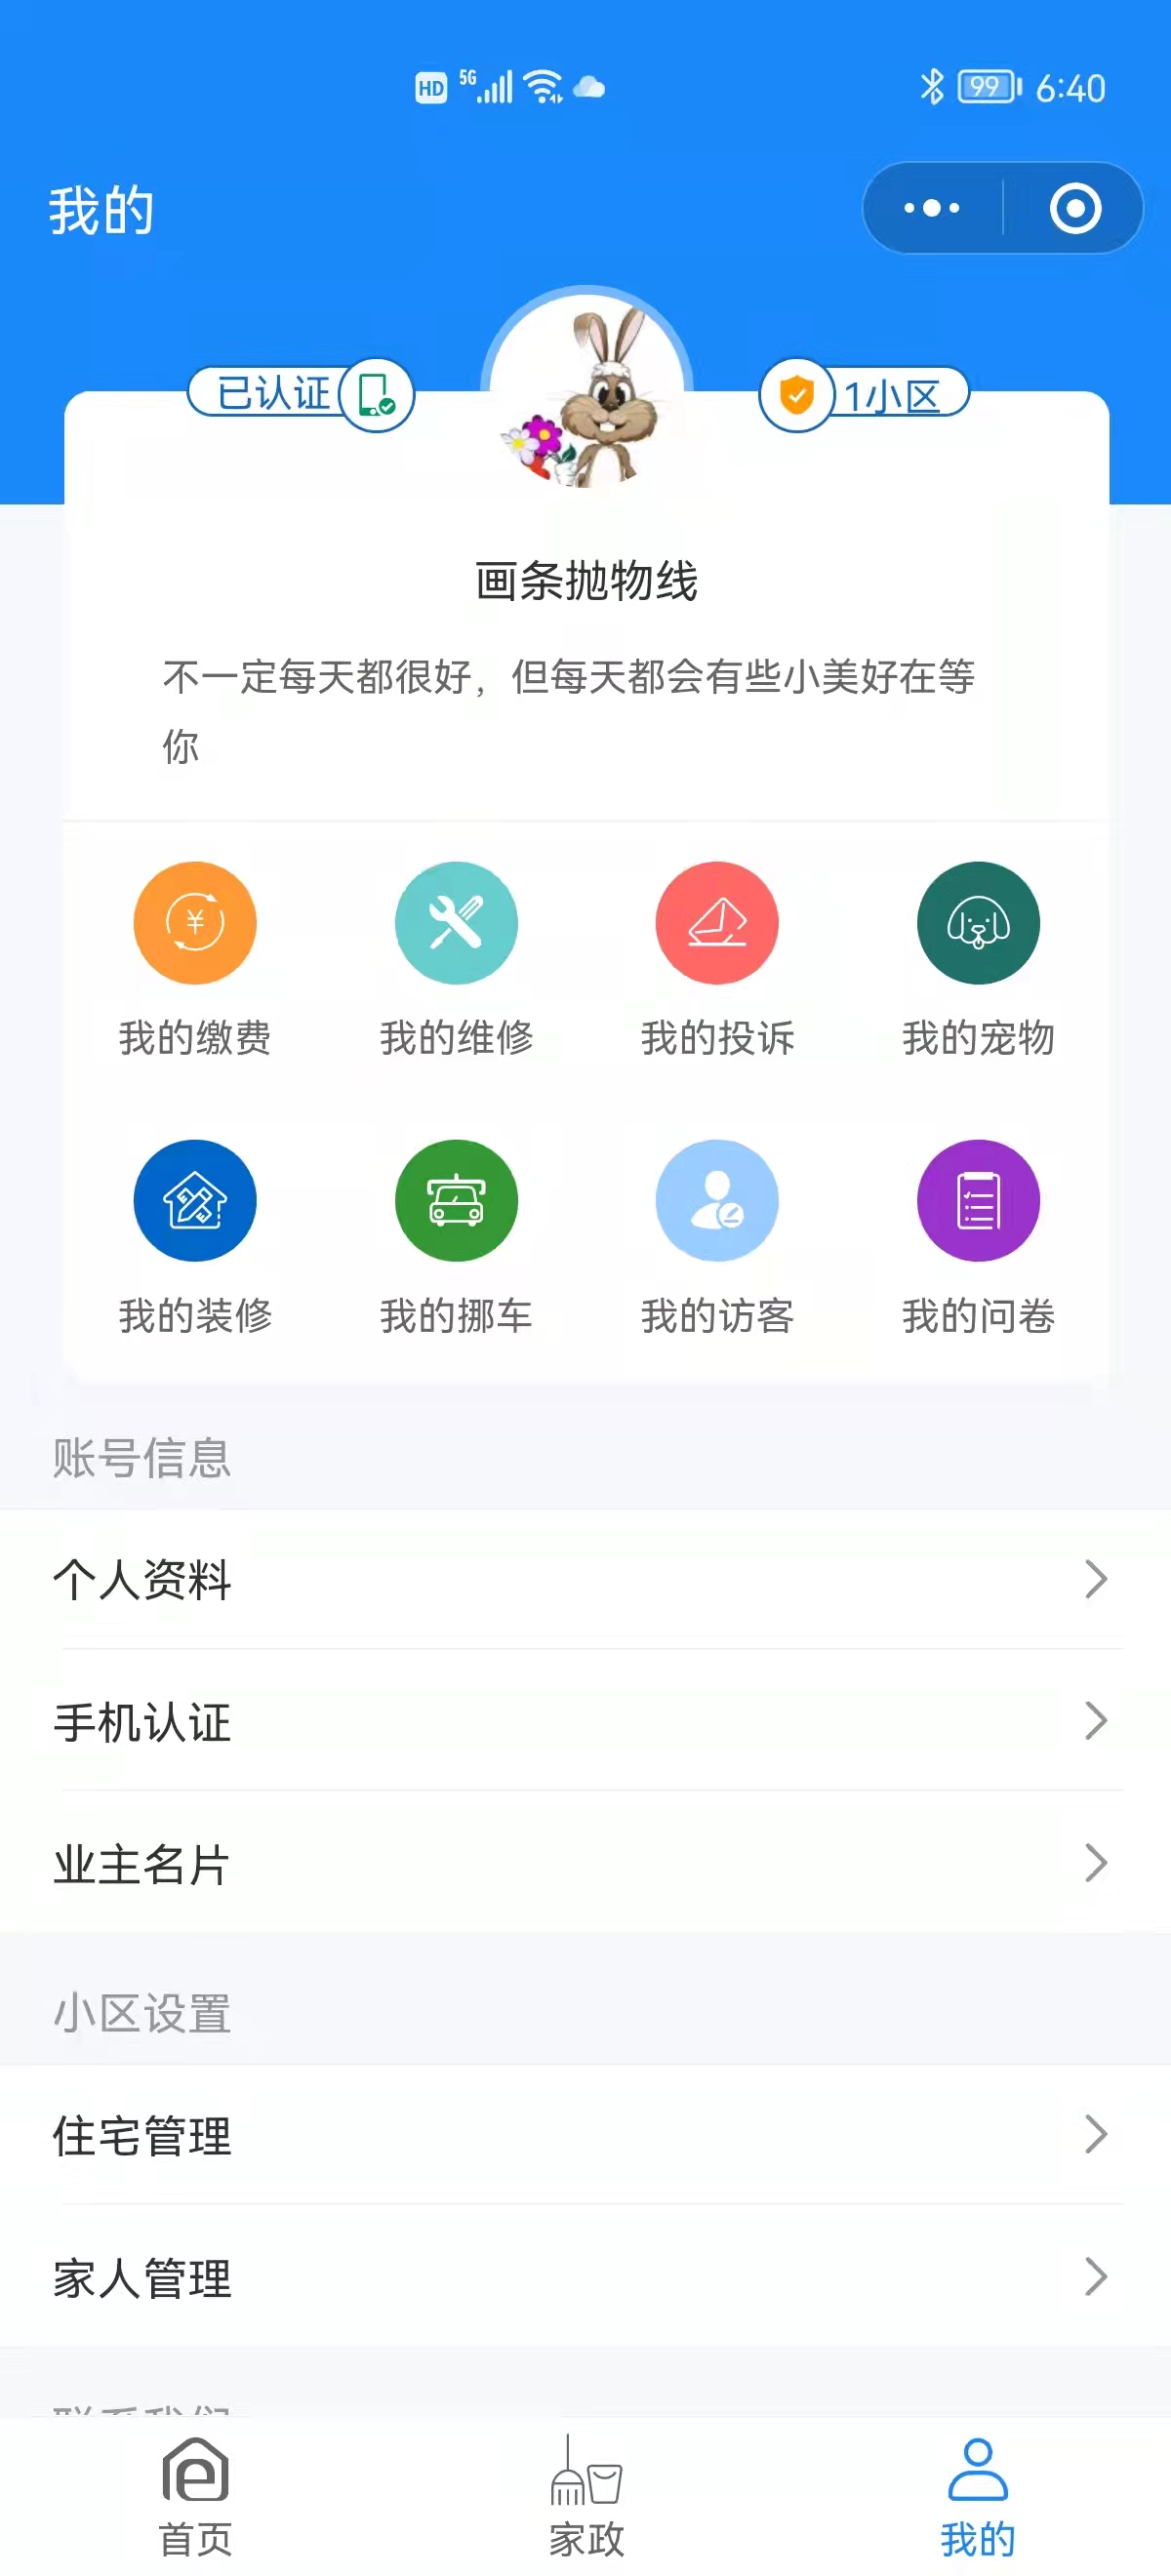 HD 5G 99 6:40
我的
已认证 1小区
画条抛物线
不一定每天都很好，但每天都会有些小美好在等
你
¥
我的缴费 我的维修 我的投诉 我的宠物
我的装修 我的挪车 我的访客 我的问卷
账号信息
个人资料
手机认证
业主名片
小区设置
住宅管理
家人管理
联系我们
首页 家政 我的